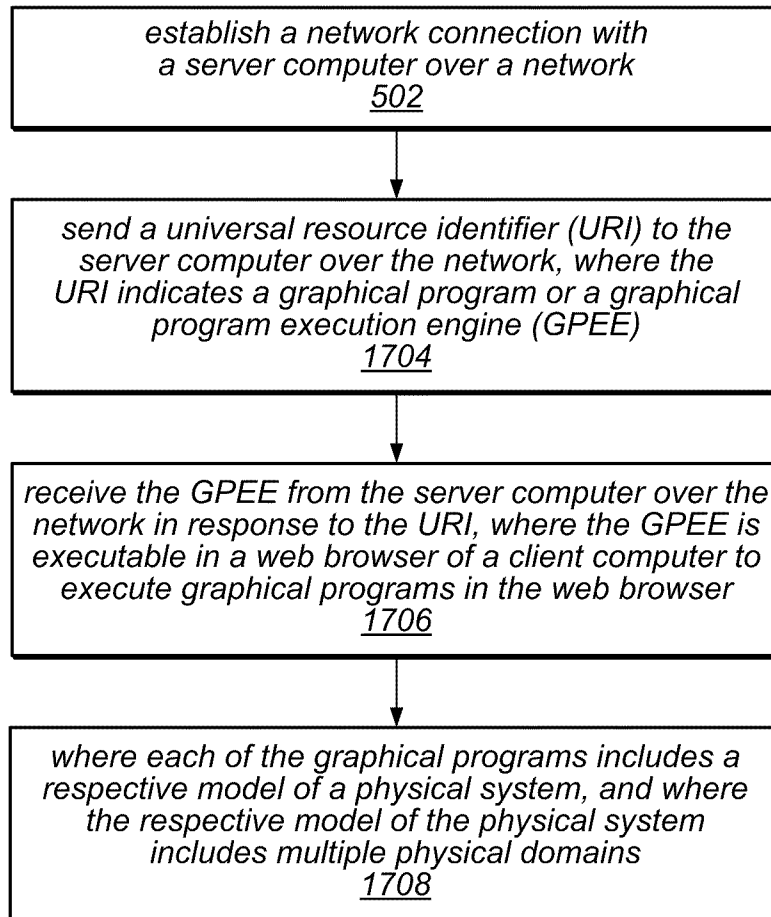 establish a network connection with
a server computer over a network
502
send a universal resource identifier (URI) to the
server computer over the network, where the
URI indicates a graphical program or a graphical
program execution engine (GPEE)
1704
receive the GPEE from the server computer over the
network in response to the URI, where the GPEE is
executable in a web browser of a client computer to
execute graphical programs in the web browser
1706
where each of the graphical programs includes a
respective model of a physical system, and where
the respective model of the physical system
includes multiple physical domains
1708